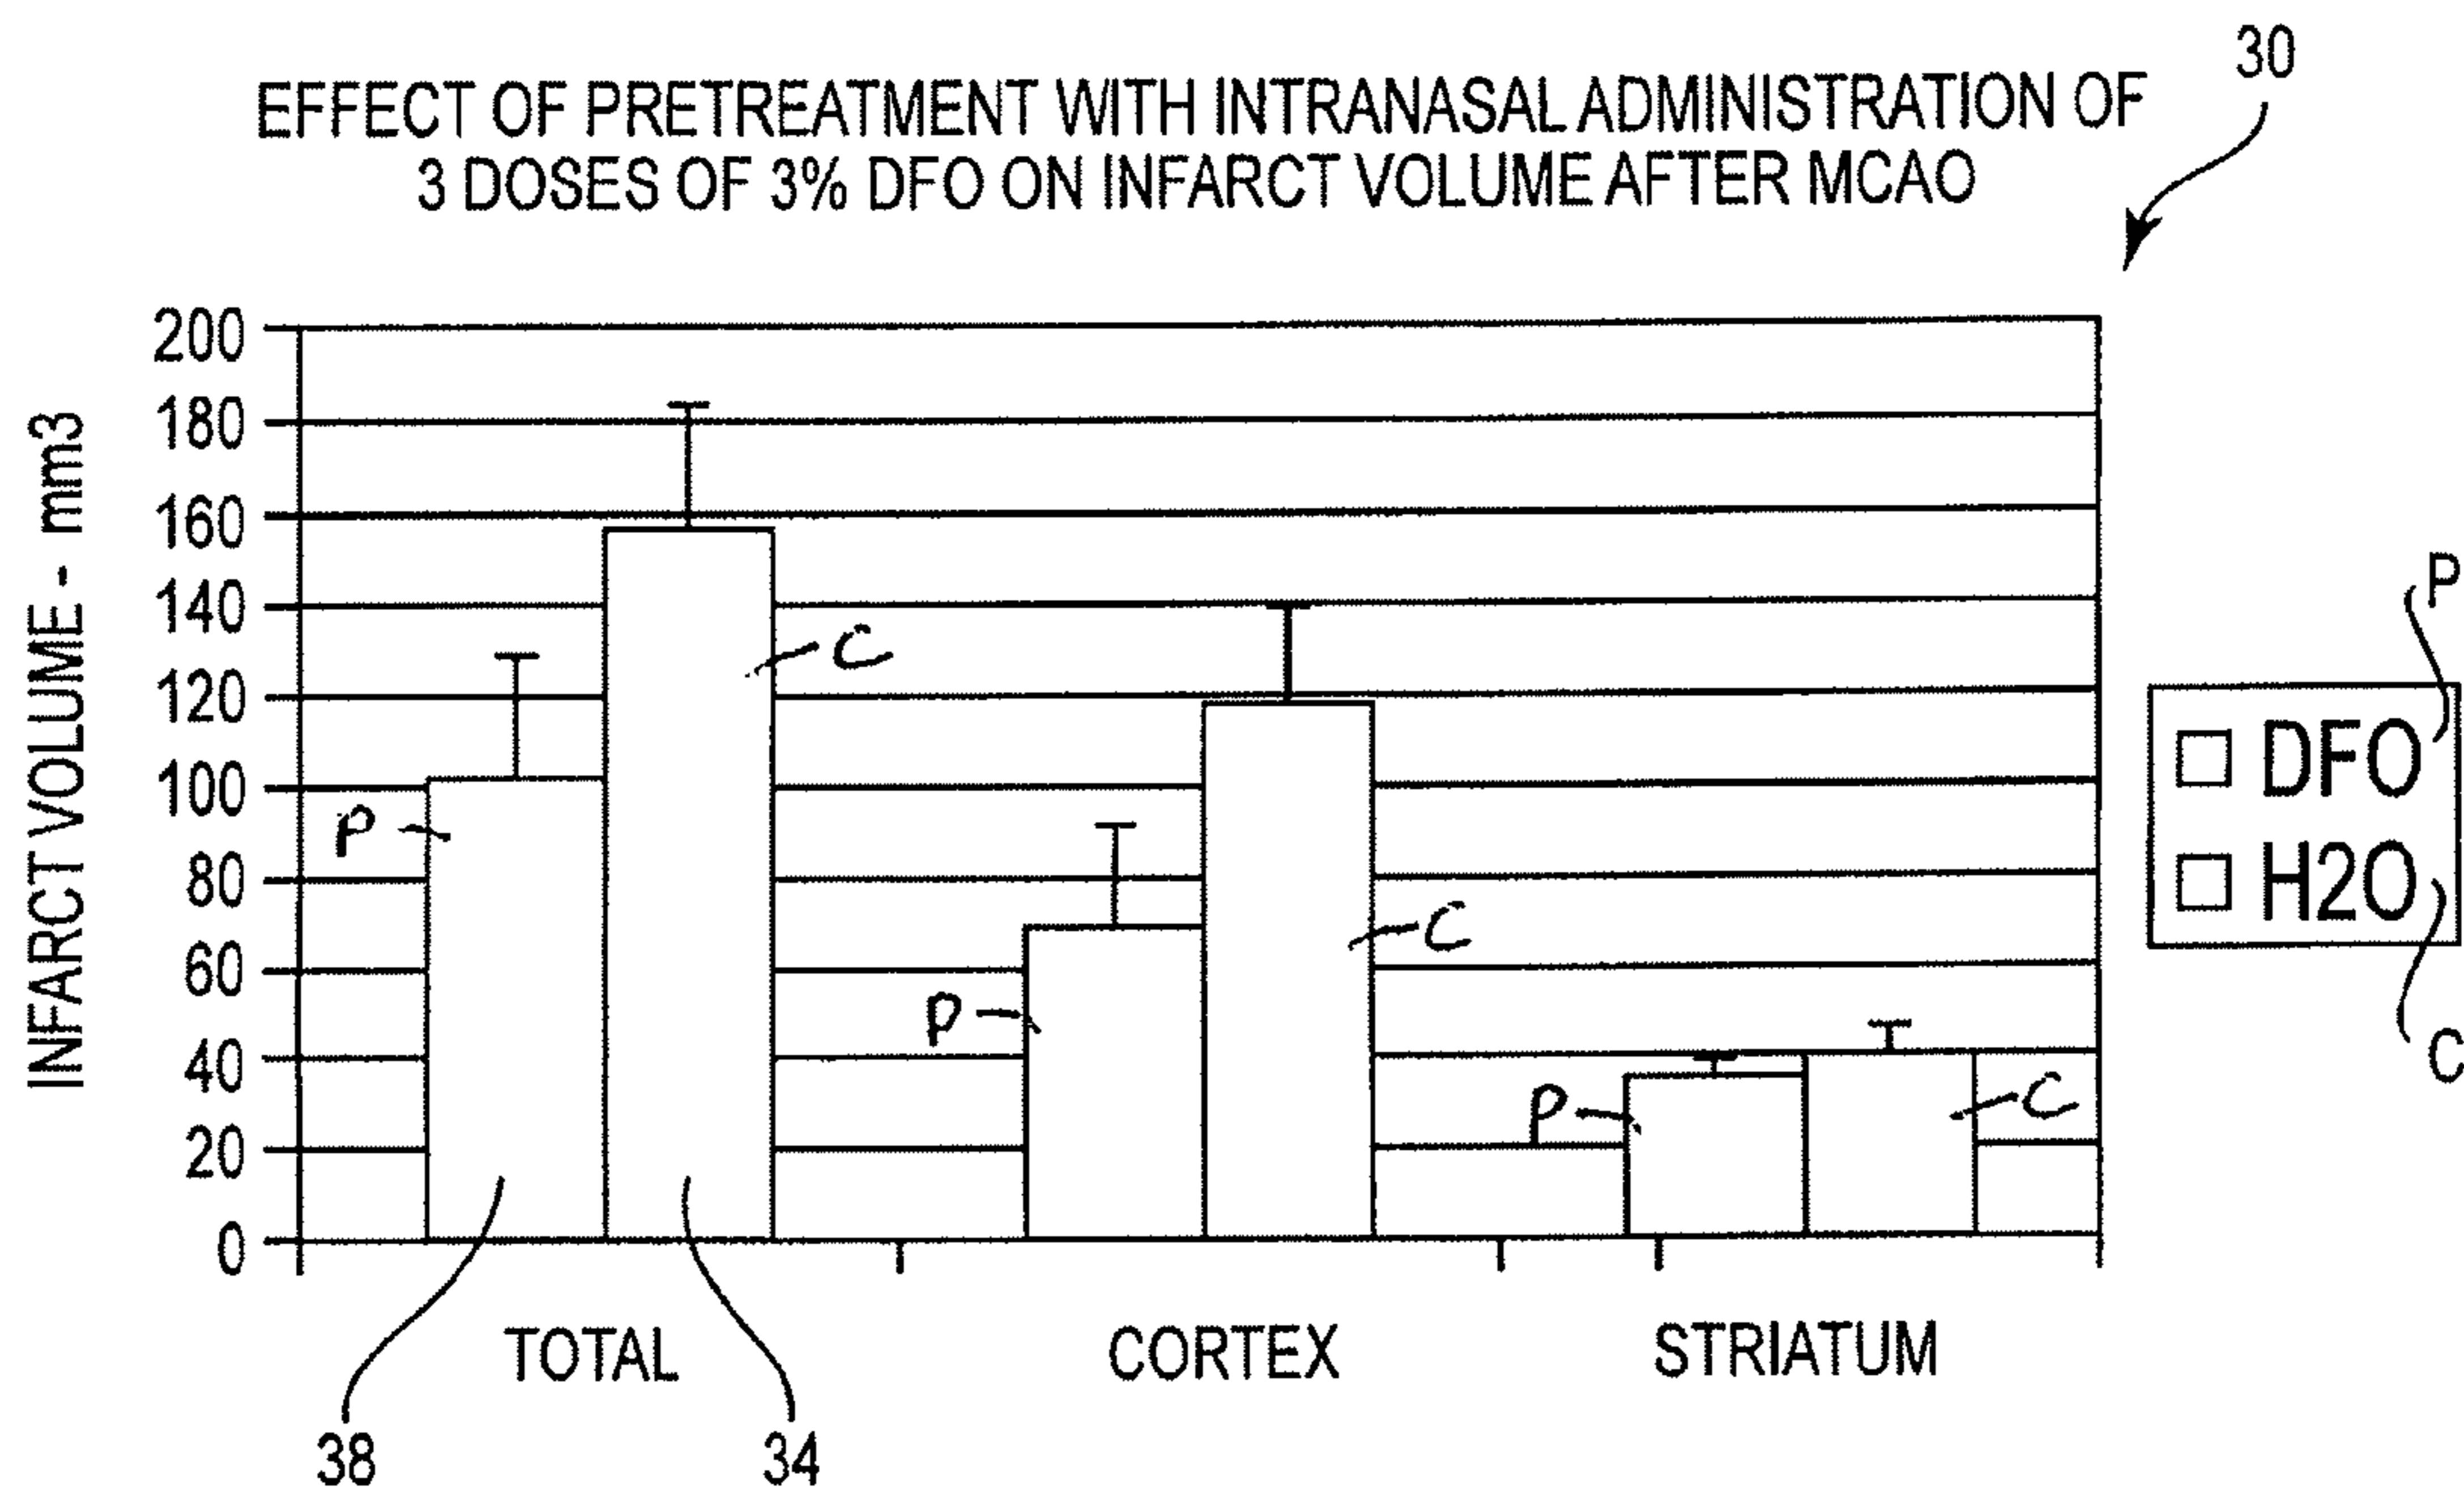 30
EFFECT OF PRETREATMENT WITH INTRANASAL ADMINISTRATION OF
3 DOSES OF 3% DFO ON INFARCT VOLUME AFTER MCAO
INFARCT VOLUME - mm3
200
180
160
140
120
100
80
60
40
20
0
P
C
P
C
P
C
P
DFO
H2O
C
TOTAL
CORTEX
STRIATUM
38
34